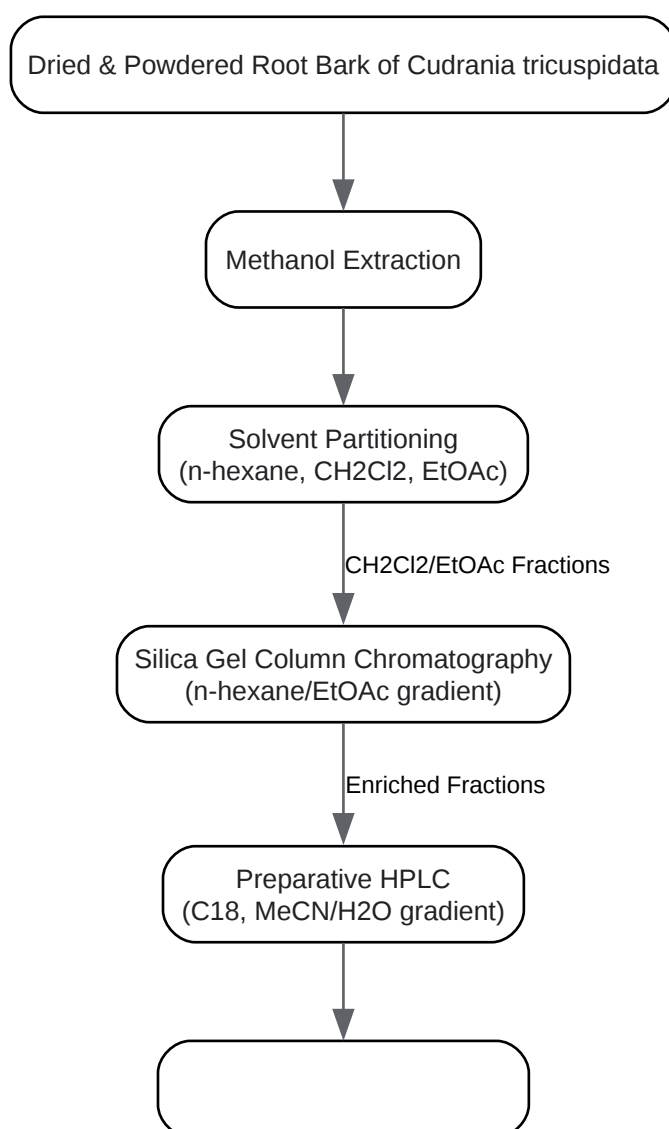 Dried & Powdered Root Bark of Cudrania tricuspidata
Methanol Extraction
Solvent Partitioning
(n-hexane, CH2Cl2, EtOAc)
CH2Cl2/EtOAc Fractions
Silica Gel Column Chromatography
(n-hexane/EtOAc gradient)
Enriched Fractions
Preparative HPLC
(C18, MeCN/H2O gradient)